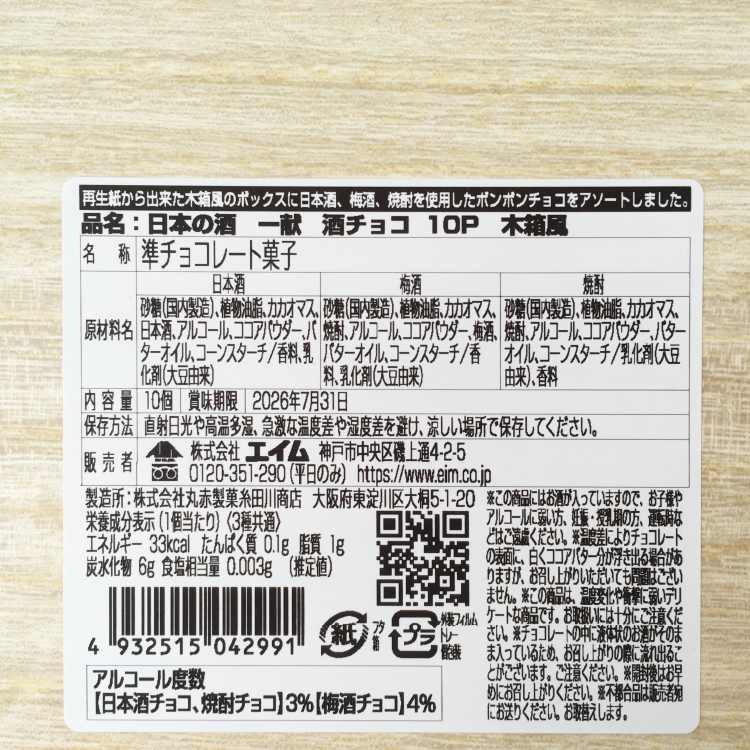 再生紙から出来た木箱風のボックスに日本酒、梅酒、焼酎を使用したボンボンチョコをアソートしました。
品名：日本の酒　一献　酒チョコ　10P　木箱風
名　称　準チョコレート菓子
日本酒　梅酒　焼酎
原材料名
砂糖(国内製造)、植物油脂、カカオマス、
日本酒、アルコール、ココアパウダー、バ
ターオイル、コーンスターチ／香料、乳
化剤(大豆由来)
砂糖(国内製造)、植物油脂、カカオマス、
焼酎、アルコール、ココアパウダー、梅酒、
バターオイル、コーンスターチ／香
料、乳化剤(大豆由来)
砂糖(国内製造)、植物油脂、カカオマス、
焼酎、アルコール、ココアパウダー、バター
オイル、コーンスターチ／乳化剤(大豆
由来)、香料
内 容 量　10個　賞味期限　2026年7月31日
保存方法　直射日光や高温多湿、急激な温度差や湿度差を避け、涼しい場所で保存してください。
販 売 者　株式会社 エイム　神戸市中央区磯上通4-2-5
0120-351-290 (平日のみ)　https://www.eim.co.jp
製造所：株式会社丸赤製菓糸田川商店　大阪府東淀川区大桐5-1-20
栄養成分表示(1個当たり)〈3種共通〉
エネルギー 33kcal たんぱく質 0.1g 脂質 1g
炭水化物 6g 食塩相当量 0.003g　(推定値)
4 932515 042991
紙
フタ
箱
プラ
外装フィルム
トレー
個包装
アルコール度数
【日本酒チョコ、焼酎チョコ】3%【梅酒チョコ】4%
※この商品にはお酒が入っていますので、お子様や
アルコールに弱い方、妊娠・授乳期の方、運転時な
どはご遠慮ください。※温度差によりチョコレート
の表面に、白くココアバター分が浮き出る場合があ
りますが、お召し上がりいただいても問題はござい
ません。※この商品は、温度変化や衝撃に弱いデリ
ケートな商品です。お取扱いには十分にご注意くだ
さい。※チョコレートの中に液体状のお酒がそのま
ま入っているため、お召し上がりの際に流れ出るこ
とがございます。ご注意ください。※開封後はお早
めにお召し上がりください。※不都合品は販売者宛
にお送りください。お取替えします。